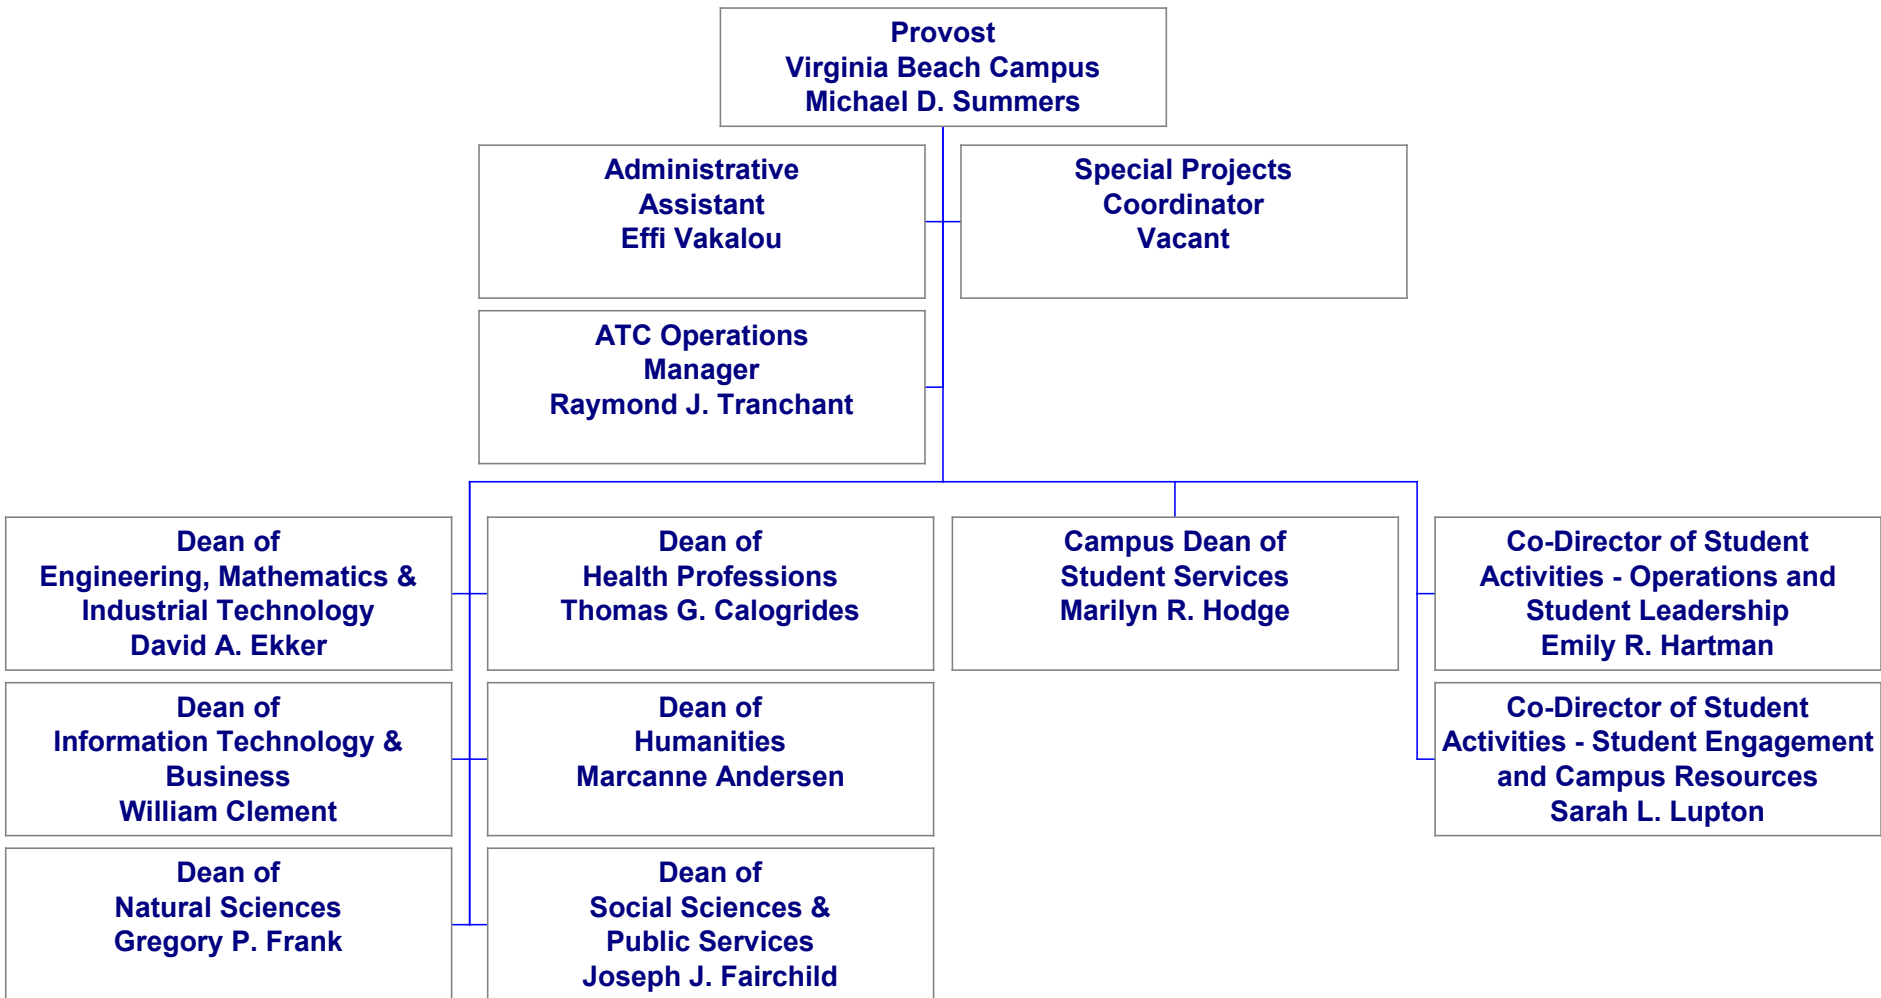 Provost
Virginia Beach Campus
Michael D. Summers
Administrative
Assistant
Effi Vakalou
Special Projects
Coordinator
Vacant
ATC Operations
Manager
Raymond J. Tranchant
Dean of
Engineering, Mathematics &
Industrial Technology
David A. Ekker
Dean of
Health Professions
Thomas G. Calogrides
Campus Dean of
Student Services
Marilyn R. Hodge
Co-Director of Student
Activities - Operations and
Student Leadership
Emily R. Hartman
Dean of
Information Technology &
Business
William Clement
Dean of
Humanities
Marcanne Andersen
Co-Director of Student
Activities - Student Engagement
and Campus Resources
Sarah L. Lupton
Dean of
Natural Sciences
Gregory P. Frank
Dean of
Social Sciences &
Public Services
Joseph J. Fairchild